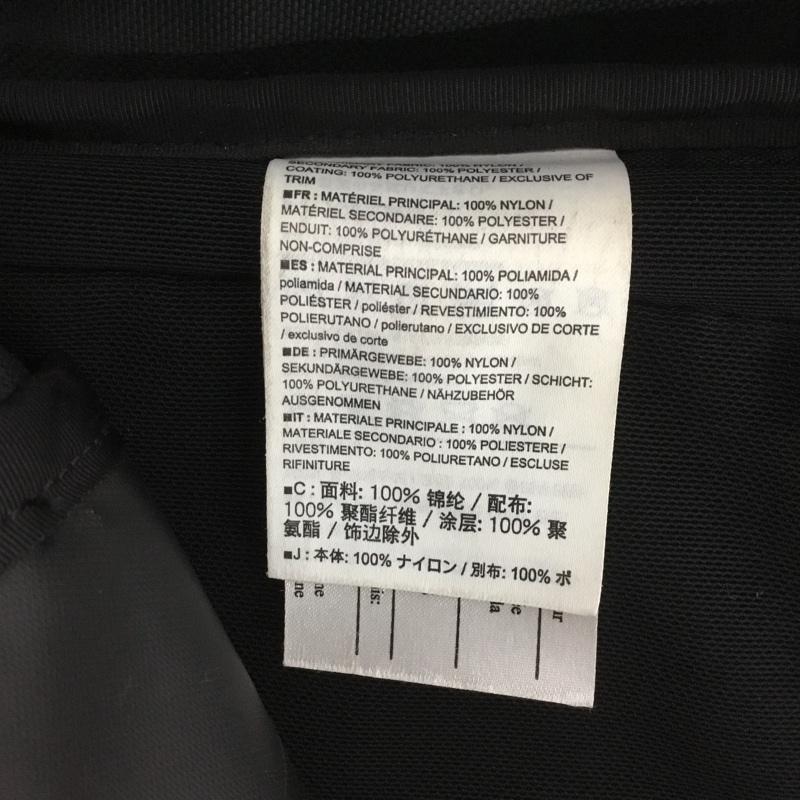 SECONDARY FABRIC: 100% POLYESTER /
COATING: 100% POLYURETHANE / EXCLUSIVE OF
TRIM
■FR : MATÉRIEL PRINCIPAL: 100% NYLON /
MATÉRIEL SECONDAIRE: 100% POLYESTER /
ENDUIT: 100% POLYURÉTHANE / GARNITURE
NON-COMPRISE
■ES : MATERIAL PRINCIPAL: 100% POLIAMIDA /
poliamida / MATERIAL SECUNDARIO: 100%
POLIÉSTER / poliéster / REVESTIMIENTO: 100%
POLIERUTANO / polierutano / EXCLUSIVO DE CORTE
/ exclusivo de corte
■DE : PRIMÄRGEWEBE: 100% NYLON /
SEKUNDÄRGEWEBE: 100% POLYESTER / SCHICHT:
100% POLYURETHANE / NÄHZUBEHÖR
AUSGENOMMEN
■IT : MATERIALE PRINCIPALE : 100% NYLON /
MATERIALE SECONDARIO : 100% POLIESTERE /
RIVESTIMENTO: 100% POLIURETANO / ESCLUSE
RIFINITURE
■C : 面料: 100% 锦纶 / 配布:
100% 聚酯纤维 / 涂层: 100% 聚
氨酯 / 饰边除外
■J : 本体: 100% ナイロン / 別布: 100% ポ